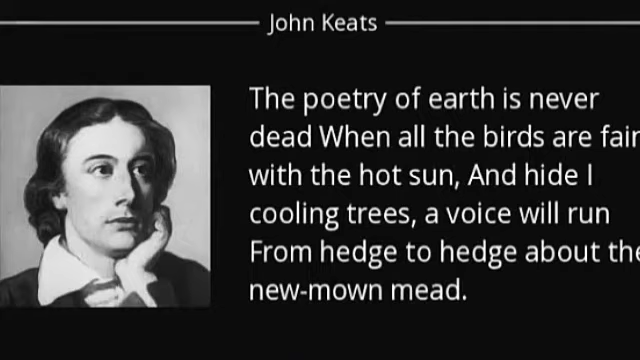 John Keats
The poetry of earth is never
dead When all the birds are fair
with the hot sun, And hide I
cooling trees, a voice will run
From hedge to hedge about the
new-mown mead.